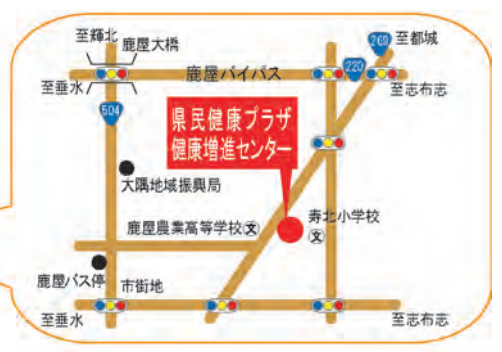 至輝北
鹿屋大橋
269
至都城
至垂水
鹿屋バイパス
220
至志布志
504
県民健康プラザ
健康増進センター
大隅地域振興局
鹿屋農業高等学校
文
寿北小学校
文
鹿屋バス停
市街地
至垂水
至志布志